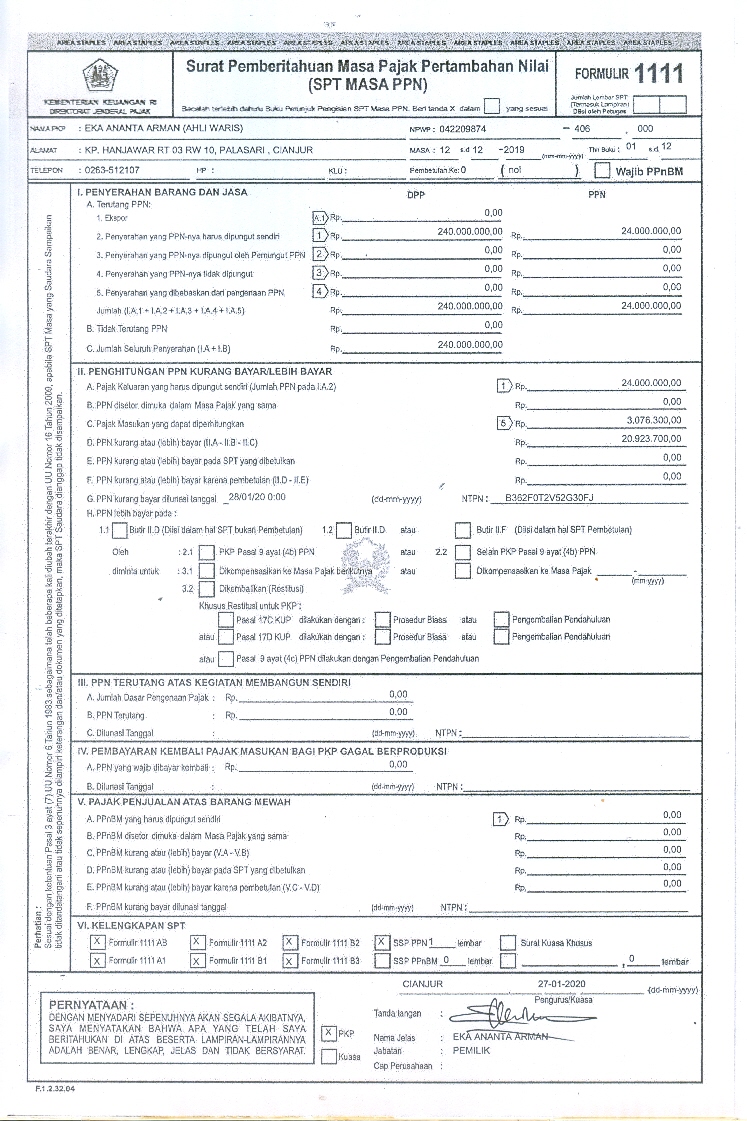 AREA STAPLES / AREA STAPLES / AREA STAPLES / AREA STAPLES / AREA STAPLES / AREA STAPLES / AREA STAPLES / AREA STAPLES / AREA STAPLES / AREA STAPLES / AREA STAPLES
KEMENTERIAN KEUANGAN RI
DIREKTORAT JENDERAL PAJAK
Surat Pemberitahuan Masa Pajak Pertambahan Nilai
(SPT MASA PPN)
Bacalah terlebih dahulu Buku Petunjuk Pengisian SPT Masa PPN. Beri tanda X dalam yang sesuai
FORMULIR 1111
Jumlah Lembar SPT
(Termasuk Lampiran)
Diisi oleh Petugas
NAMA PKP : EKA ANANTA ARMAN (AHLI WARIS) NPWP : 042209874 – 406 . 000
ALAMAT : KP. HANJAWAR RT 03 RW 10, PALASARI , CIANJUR MASA : 12 s.d 12 -2019 (mm-mm-yyyy) Thn Buku : 01 s.d. 12
TELEPON : 0263-512107 HP : KLU : Pembetulan Ke: 0 ( nol ) Wajib PPnBM
I. PENYERAHAN BARANG DAN JASA DPP PPN
A. Terutang PPN:
1. Ekspor A.1 Rp. 0,00
2. Penyerahan yang PPN-nya harus dipungut sendiri 1 Rp. 240.000.000,00 Rp. 24.000.000,00
3. Penyerahan yang PPN-nya dipungut oleh Pemungut PPN 2 Rp. 0,00 Rp. 0,00
4. Penyerahan yang PPN-nya tidak dipungut 3 Rp. 0,00 Rp. 0,00
5. Penyerahan yang dibebaskan dari pengenaan PPN 4 Rp. 0,00 Rp. 0,00
Jumlah (I.A.1 + I.A.2 + I.A.3 + I.A.4 + I.A.5) Rp. 240.000.000,00 Rp. 24.000.000,00
B. Tidak Terutang PPN Rp. 0,00
C. Jumlah Seluruh Penyerahan (I.A + I.B) Rp. 240.000.000,00
II. PENGHITUNGAN PPN KURANG BAYAR/LEBIH BAYAR
A. Pajak Keluaran yang harus dipungut sendiri (Jumlah PPN pada I.A.2) 1 Rp. 24.000.000,00
B. PPN disetor dimuka dalam Masa Pajak yang sama Rp. 0,00
C. Pajak Masukan yang dapat diperhitungkan 5 Rp. 3.076.300,00
D. PPN kurang atau (lebih) bayar (II.A - II.B - II.C) Rp. 20.923.700,00
E. PPN kurang atau (lebih) bayar pada SPT yang dibetulkan Rp. 0,00
F. PPN kurang atau (lebih) bayar karena pembetulan (II.D - II.E) Rp. 0,00
G. PPN kurang bayar dilunasi tanggal 28/01/20 0:00 (dd-mm-yyyy) NTPN : B362F0T2V52G30FJ
H. PPN lebih bayar pada :
1.1 Butir II.D (Diisi dalam hal SPT bukan Pembetulan) 1.2 Butir II.D atau Butir II.F (Diisi dalam hal SPT Pembetulan)
Oleh : 2.1 PKP Pasal 9 ayat (4b) PPN atau 2.2 Selain PKP Pasal 9 ayat (4b) PPN
diminta untuk : 3.1 Dikompensasikan ke Masa Pajak berikutnya atau Dikompensasikan ke Masa Pajak - (mm-yyyy)
3.2 Dikembalikan (Restitusi)
Khusus Restitusi untuk PKP :
Pasal 17C KUP dilakukan dengan : Prosedur Biasa atau Pengembalian Pendahuluan
atau Pasal 17D KUP dilakukan dengan : Prosedur Biasa atau Pengembalian Pendahuluan
atau Pasal 9 ayat (4c) PPN dilakukan dengan Pengembalian Pendahuluan
III. PPN TERUTANG ATAS KEGIATAN MEMBANGUN SENDIRI
A. Jumlah Dasar Pengenaan Pajak : Rp. 0,00
B. PPN Terutang : Rp. 0,00
C. Dilunasi Tanggal : (dd-mm-yyyy) NTPN :
IV. PEMBAYARAN KEMBALI PAJAK MASUKAN BAGI PKP GAGAL BERPRODUKSI
A. PPN yang wajib dibayar kembali : Rp. 0,00
B. Dilunasi Tanggal : (dd-mm-yyyy) NTPN :
V. PAJAK PENJUALAN ATAS BARANG MEWAH
A. PPnBM yang harus dipungut sendiri 1 Rp. 0,00
B. PPnBM disetor dimuka dalam Masa Pajak yang sama Rp. 0,00
C. PPnBM kurang atau (lebih) bayar (V.A - V.B) Rp. 0,00
D. PPnBM kurang atau (lebih) bayar pada SPT yang dibetulkan Rp. 0,00
E. PPnBM kurang atau (lebih) bayar karena pembetulan (V.C - V.D) Rp. 0,00
F. PPnBM kurang bayar dilunasi tanggal (dd-mm-yyyy) NTPN :
VI. KELENGKAPAN SPT
X Formulir 1111 AB X Formulir 1111 A2 X Formulir 1111 B2 X SSP PPN 1 lembar Surat Kuasa Khusus
X Formulir 1111 A1 X Formulir 1111 B1 X Formulir 1111 B3 SSP PPnBM 0 lembar , 0 lembar
Perhatian :
Sesuai dengan ketentuan Pasal 3 ayat (7) UU Nomor 6 Tahun 1983 sebagaimana telah beberapa kali diubah terakhir dengan UU Nomor 16 Tahun 2000, apabila SPT Masa yang Saudara Sampaikan
tidak ditandatangani atau tidak sepenuhnya dilampiri keterangan dan/atau dokumen yang ditetapkan, maka SPT Saudara dianggap tidak disampaikan.
PERNYATAAN :
DENGAN MENYADARI SEPENUHNYA AKAN SEGALA AKIBATNYA,
SAYA MENYATAKAN BAHWA APA YANG TELAH SAYA
BERITAHUKAN DI ATAS BESERTA LAMPIRAN-LAMPIRANNYA
ADALAH BENAR, LENGKAP, JELAS DAN TIDAK BERSYARAT.
X PKP
Kuasa
CIANJUR 27-01-2020 (dd-mm-yyyy)
Pengurus/Kuasa
Tanda tangan :
Nama Jelas : EKA ANANTA ARMAN
Jabatan : PEMILIK
Cap Perusahaan :
F.1.2.32.04